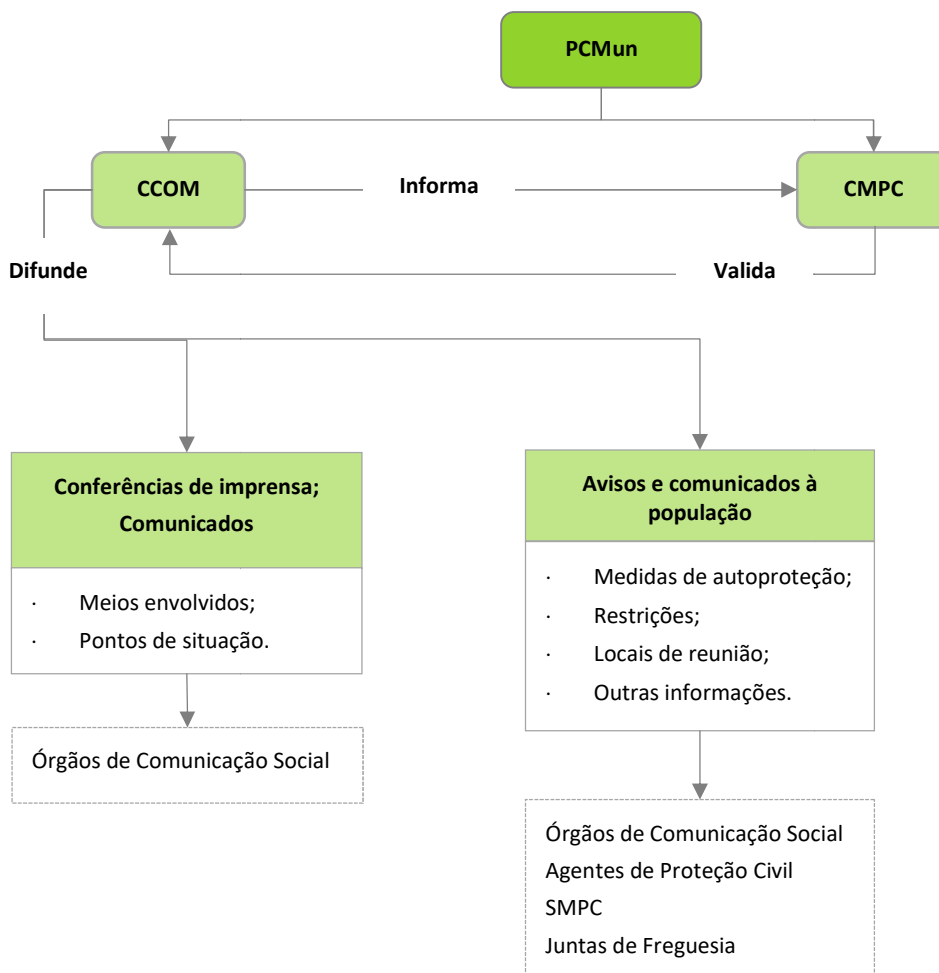 PCMun
CCOM
Informa
CMPC
Difunde
Valida
Conferências de imprensa;
Comunicados
· Meios envolvidos;
· Pontos de situação.
Órgãos de Comunicação Social
Avisos e comunicados à
população
· Medidas de autoproteção;
· Restrições;
· Locais de reunião;
· Outras informações.
Órgãos de Comunicação Social
Agentes de Proteção Civil
SMPC
Juntas de Freguesia